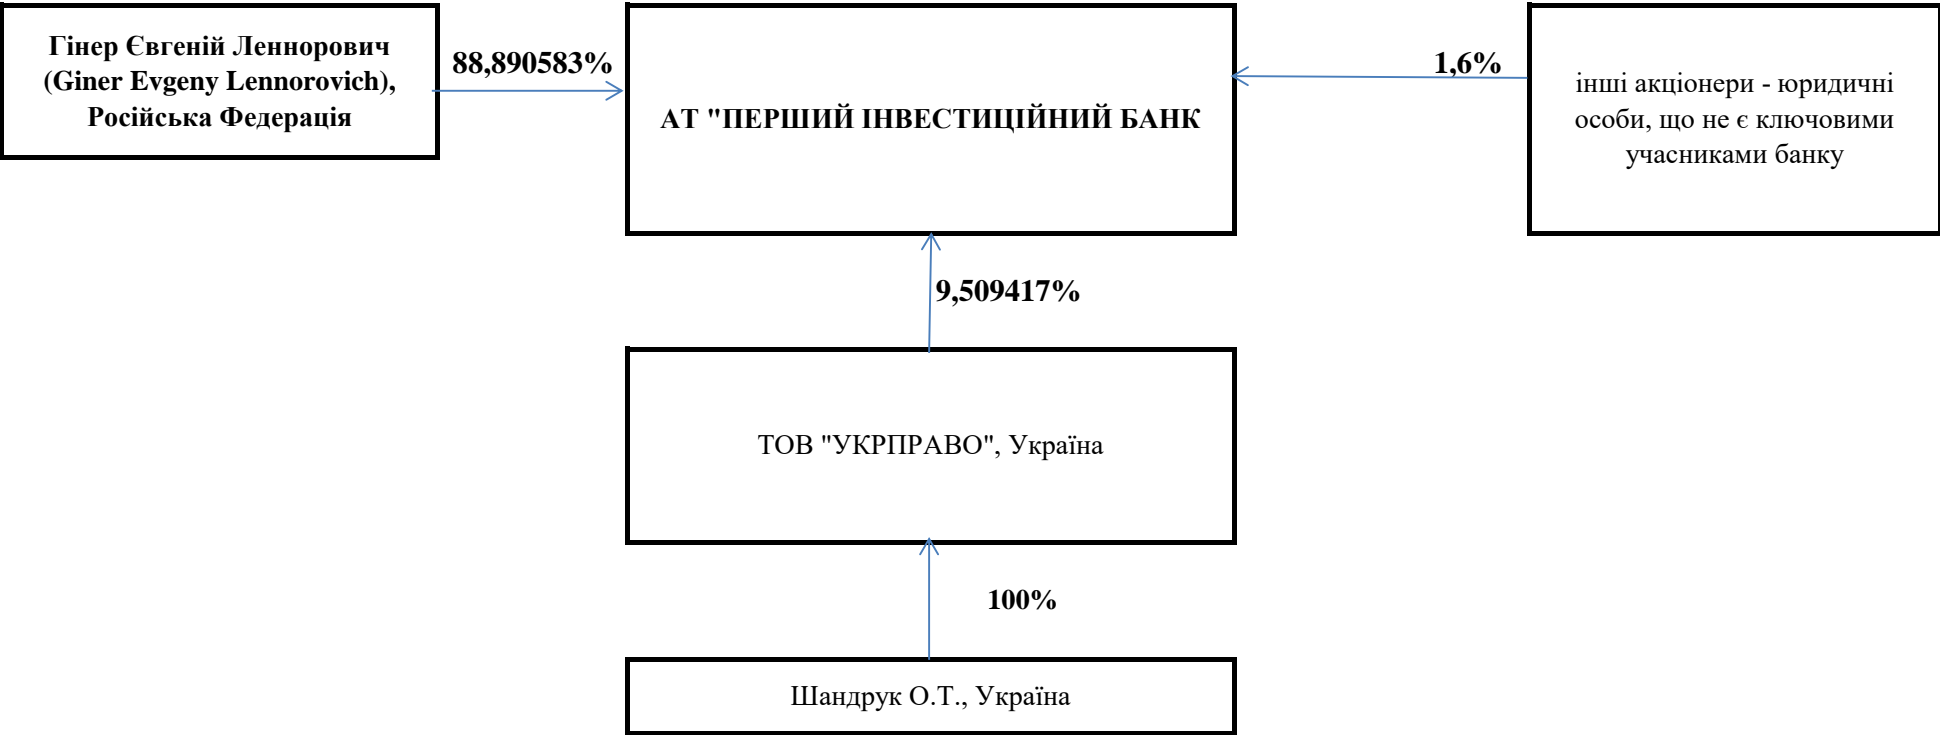 Гінер Євгеній Леннорович
(Giner Evgeny Lennorovich),
Російська Федерація
88,890583%
АТ "ПЕРШИЙ ІНВЕСТИЦІЙНИЙ БАНК
1,6%
інші акціонери - юридичні
особи, що не є ключовими
учасниками банку
9,509417%
ТОВ "УКРПРАВО", Україна
100%
Шандрук О.Т., Україна